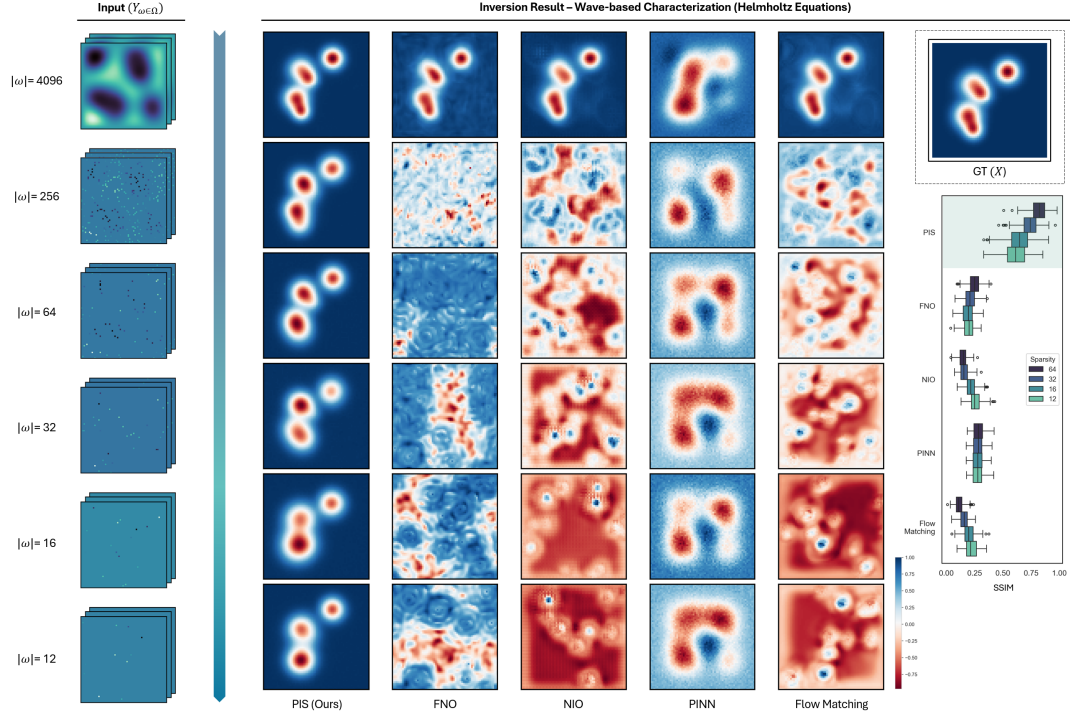 Input (Y_{ω∈Ω})
Inversion Result – Wave-based Characterization (Helmholtz Equations)
|ω|= 4096
|ω|= 256
|ω|= 64
|ω|= 32
|ω|= 16
|ω|= 12
PIS (Ours)
FNO
NIO
PINN
Flow Matching
1.00
0.75
0.50
0.25
0.00
−0.25
−0.50
−0.75
GT (X)
PIS
FNO
NIO
PINN
Flow
Matching
Sparsity
64
32
16
12
0.00 0.25 0.50 0.75 1.00
SSIM